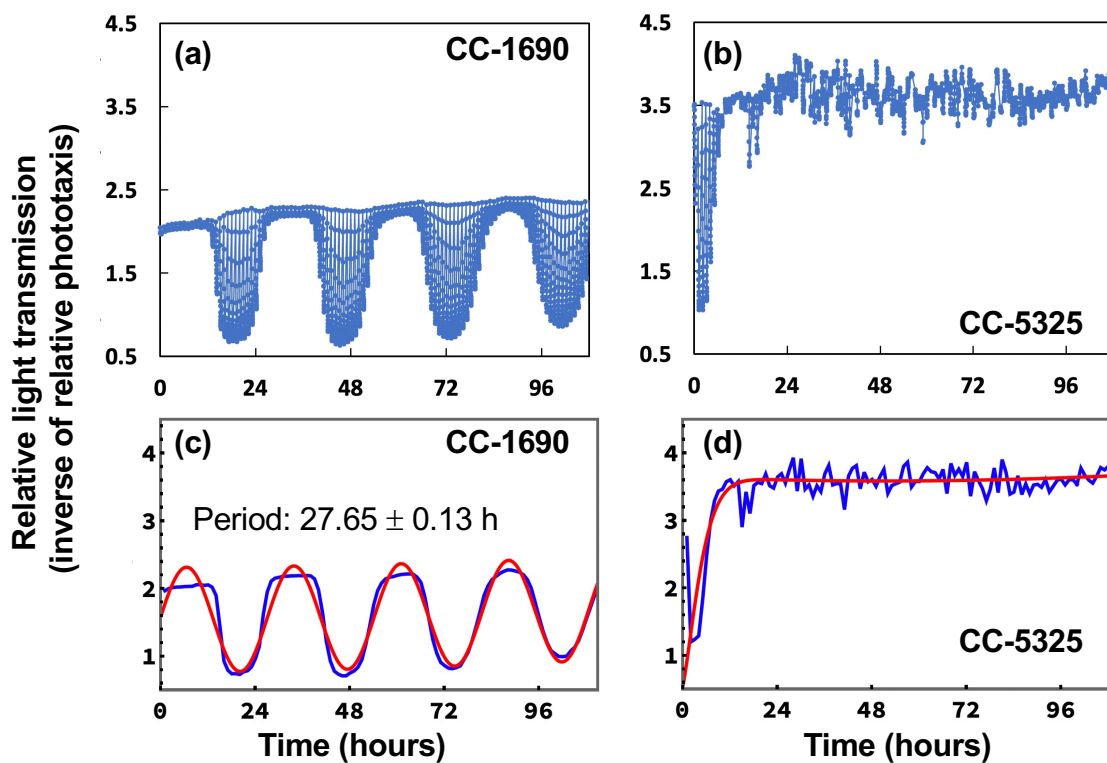 Relative light transmission
(inverse of relative phototaxis)
(a)
CC-1690
4.5
3.5
2.5
1.5
0.5
0 24 48 72 96
(b)
CC-5325
4.5
3.5
2.5
1.5
0.5
0 24 48 72 96
(c)
CC-1690
Period: 27.65 ± 0.13 h
4
3
2
1
0 24 48 72 96
Time (hours)
(d)
CC-5325
4
3
2
1
0 24 48 72 96
Time (hours)